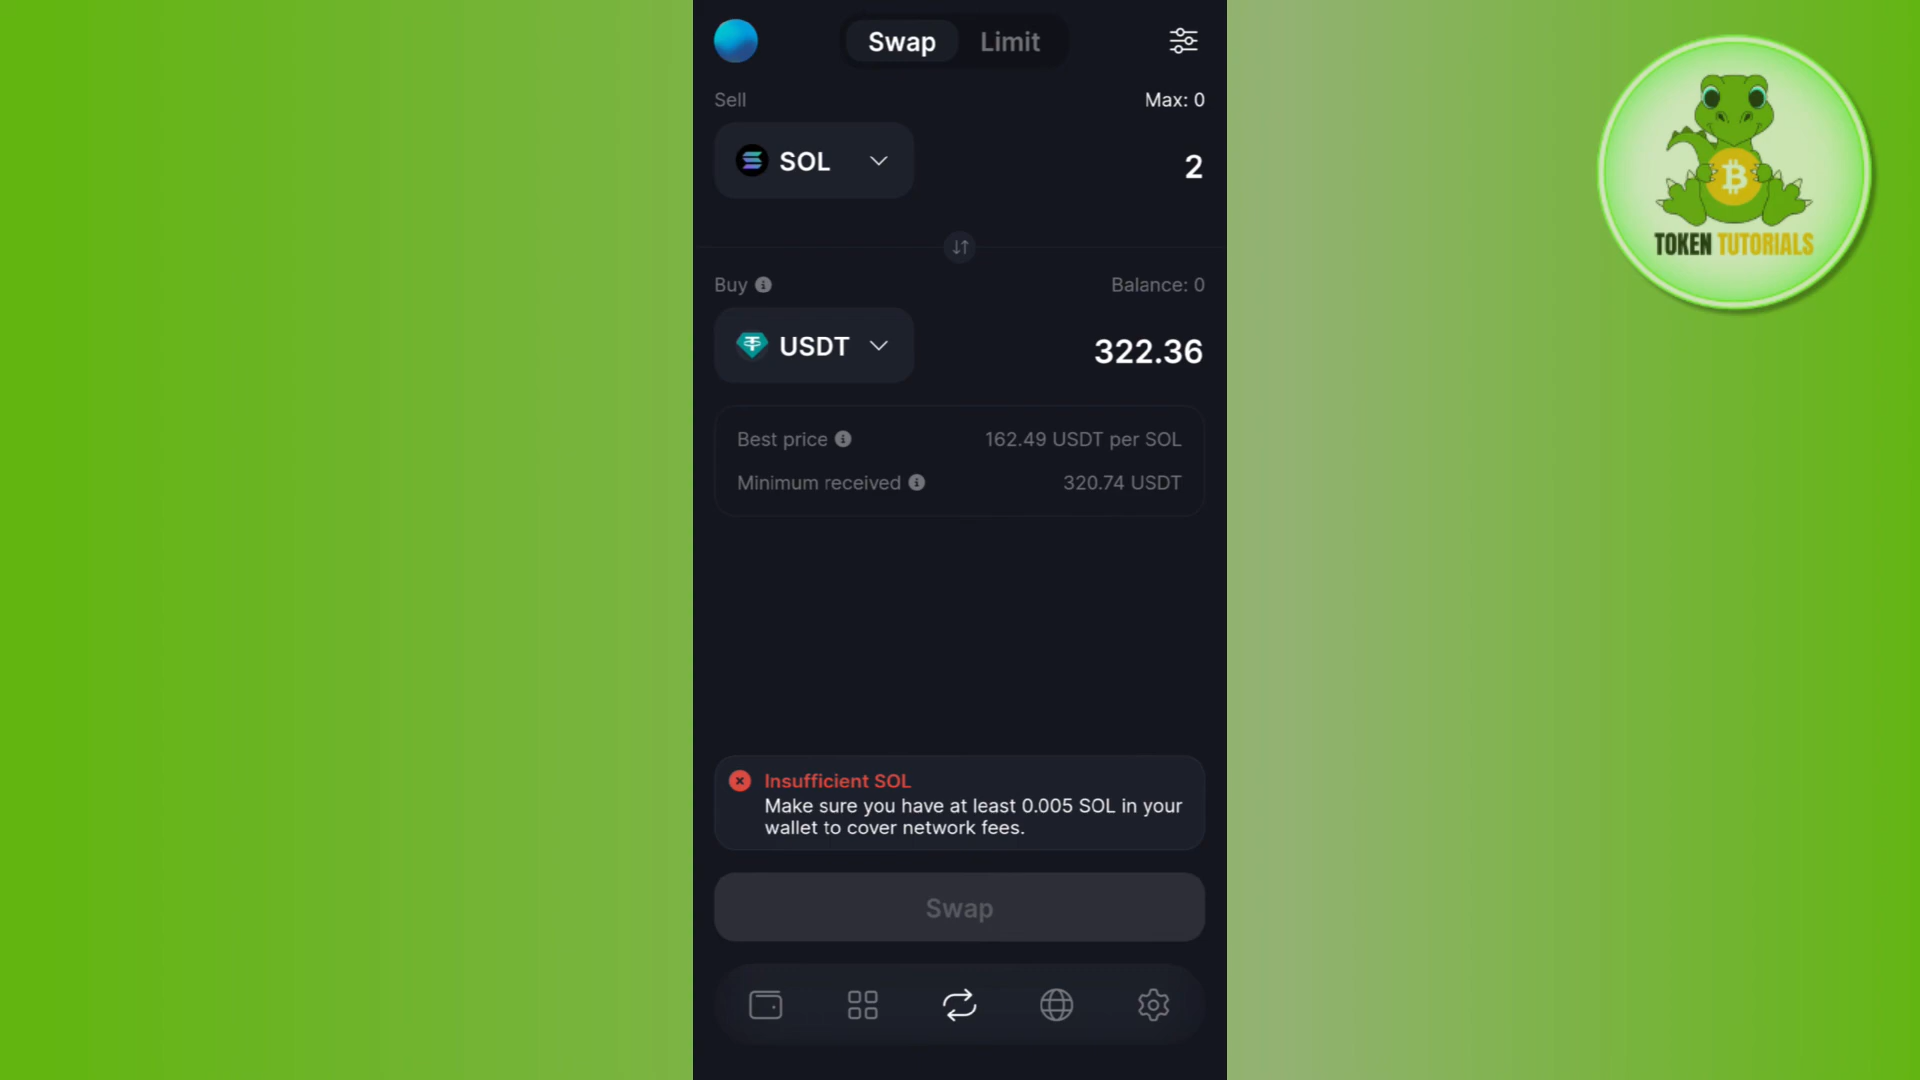 Swap Limit
Sell Max: 0
SOL 2
Buy Balance: 0
USDT 322.36
Best price 162.49 USDT per SOL
Minimum received 320.74 USDT
Insufficient SOL
Make sure you have at least 0.005 SOL in your
wallet to cover network fees.
Swap
TOKEN TUTORIALS